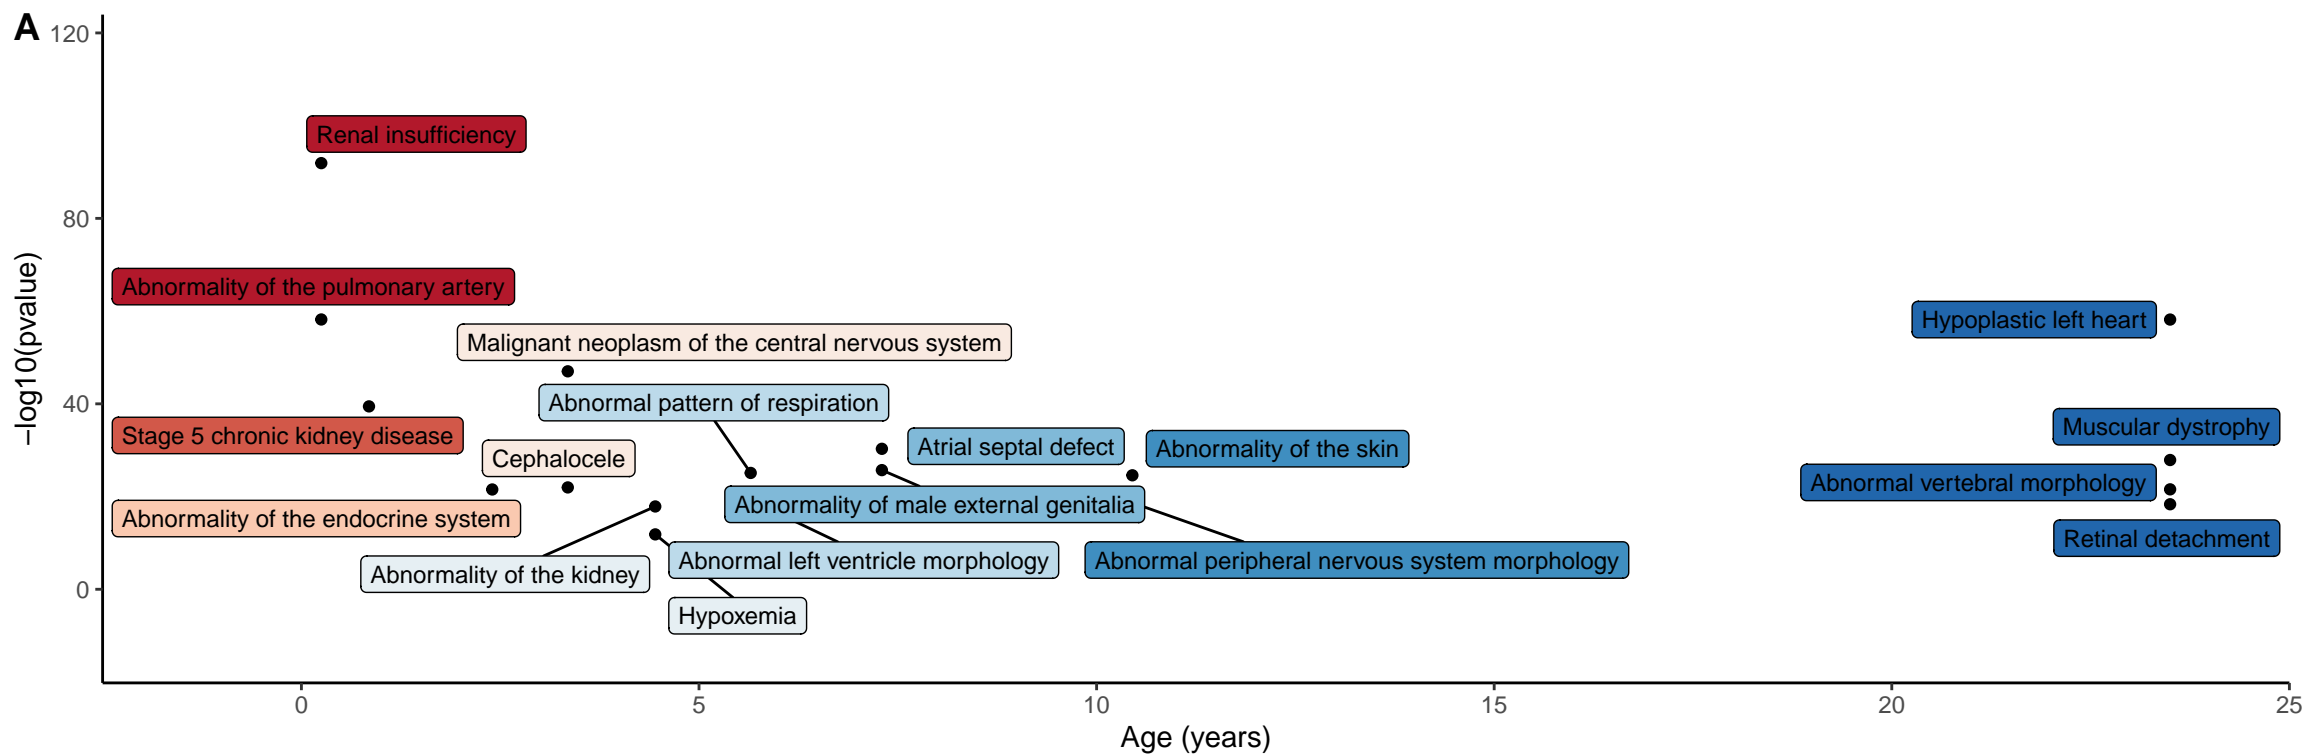 A
120
80
40
0
−log10(pvalue)
Renal insufficiency
Abnormality of the pulmonary artery
Hypoplastic left heart
Malignant neoplasm of the central nervous system
Abnormal pattern of respiration
Muscular dystrophy
Stage 5 chronic kidney disease
Atrial septal defect
Abnormality of the skin
Cephalocele
Abnormal vertebral morphology
Abnormality of male external genitalia
Abnormality of the endocrine system
Retinal detachment
Abnormal left ventricle morphology
Abnormal peripheral nervous system morphology
Abnormality of the kidney
Hypoxemia
0
5
10
15
20
25
Age (years)